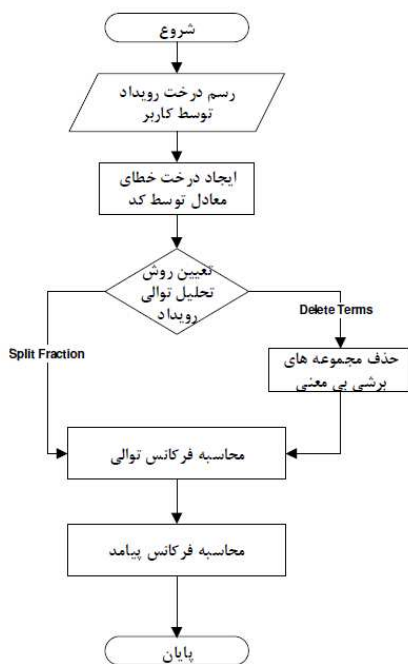 شروع
رسم درخت رویداد
توسط کاربر
ایجاد درخت خطای
معادل توسط کد
تعیین روش
تحلیل توالی
رویداد
Delete Terms
Split Fraction
حذف مجموعه های
برشی بی معنی
محاسبه فرکانس توالی
محاسبه فرکانس پیامد
پایان